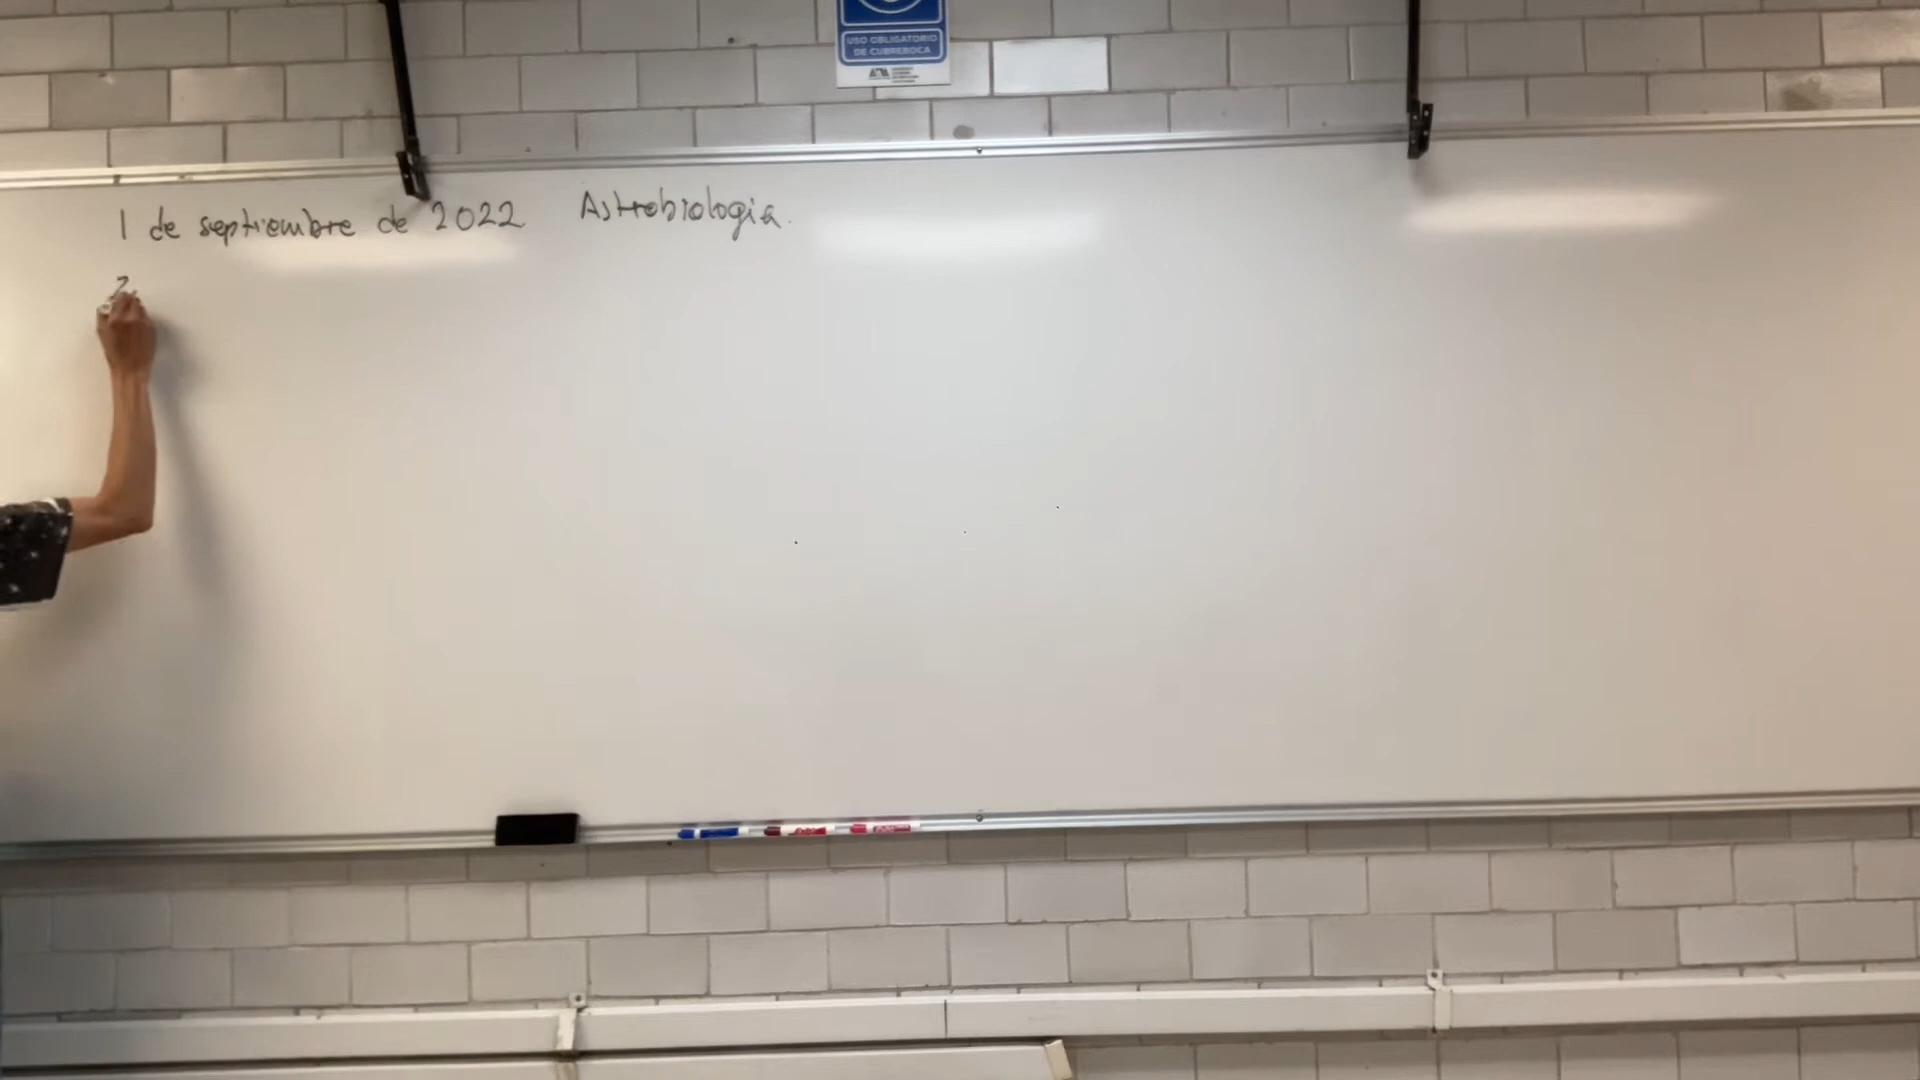 USO OBLIGATORIO
DE CUBREBOCA
1 de septiembre de 2022 Astrobiologia.